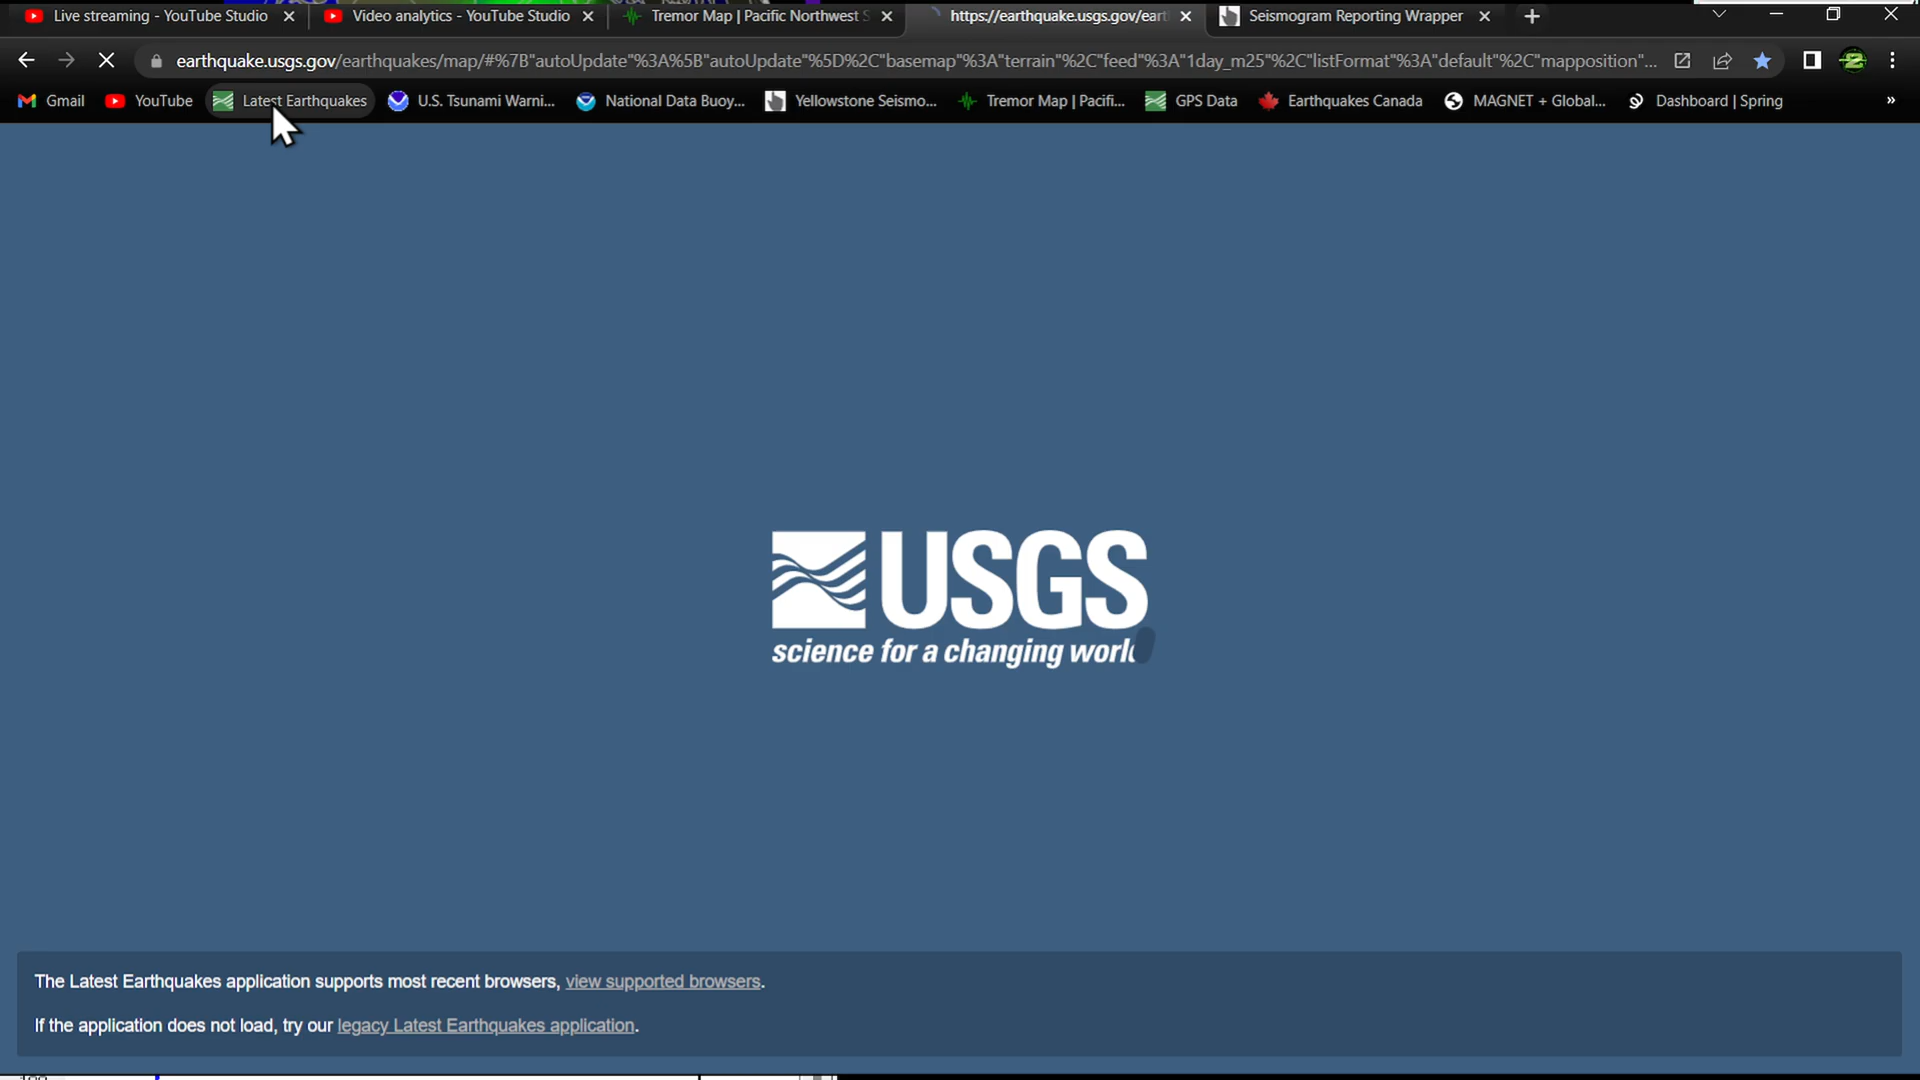 Live streaming - YouTube Studio
Video analytics - YouTube Studio
Tremor Map | Pacific Northwest S
https://earthquake.usgs.gov/eart
Seismogram Reporting Wrapper
earthquake.usgs.gov/earthquakes/map/#%7B"autoUpdate"%3A%5B"autoUpdate"%5D%2C"basemap"%3A"terrain"%2C"feed"%3A"1day_m25"%2C"listFormat"%3A"default"%2C"mapposition"...
Gmail
YouTube
Latest Earthquakes
U.S. Tsunami Warni...
National Data Buoy...
Yellowstone Seismo...
Tremor Map | Pacifi...
GPS Data
Earthquakes Canada
MAGNET + Global...
Dashboard | Spring
»
USGS
science for a changing worl
The Latest Earthquakes application supports most recent browsers, view supported browsers.
If the application does not load, try our legacy Latest Earthquakes application.